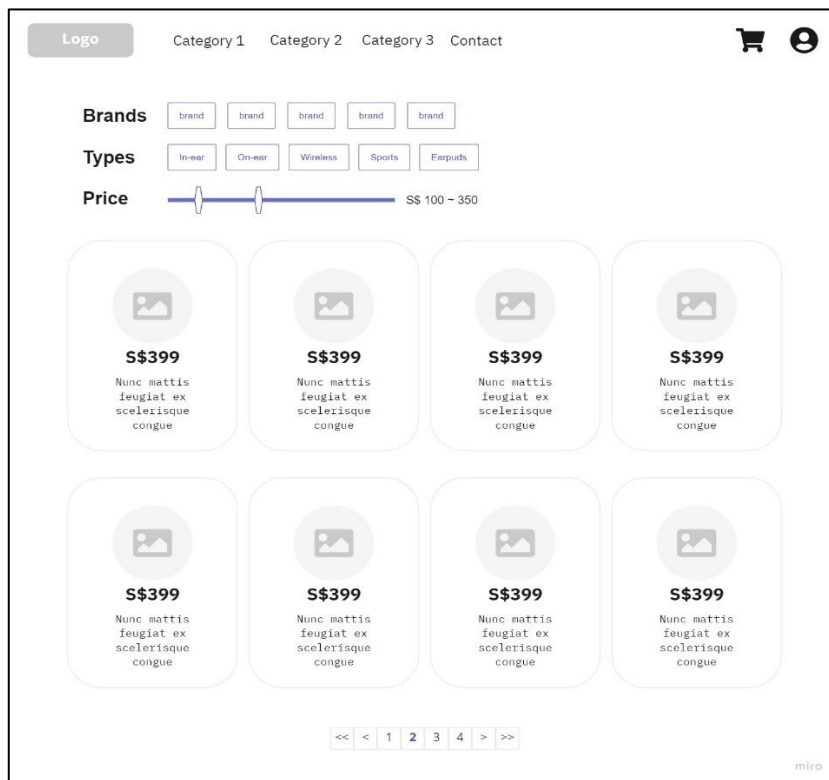 Logo Category 1 Category 2 Category 3 Contact
Brands brand brand brand brand brand
Types In-ear On-ear Wireless Sports Earpuds
Price S$ 100 ~ 350
S$399 S$399 S$399 S$399
Nunc mattis Nunc mattis Nunc mattis Nunc mattis
feugiat ex feugiat ex feugiat ex feugiat ex
scelerisque scelerisque scelerisque scelerisque
congue congue congue congue
S$399 S$399 S$399 S$399
Nunc mattis Nunc mattis Nunc mattis Nunc mattis
feugiat ex feugiat ex feugiat ex feugiat ex
scelerisque scelerisque scelerisque scelerisque
congue congue congue congue
<< < 1 2 3 4 > >>
miro